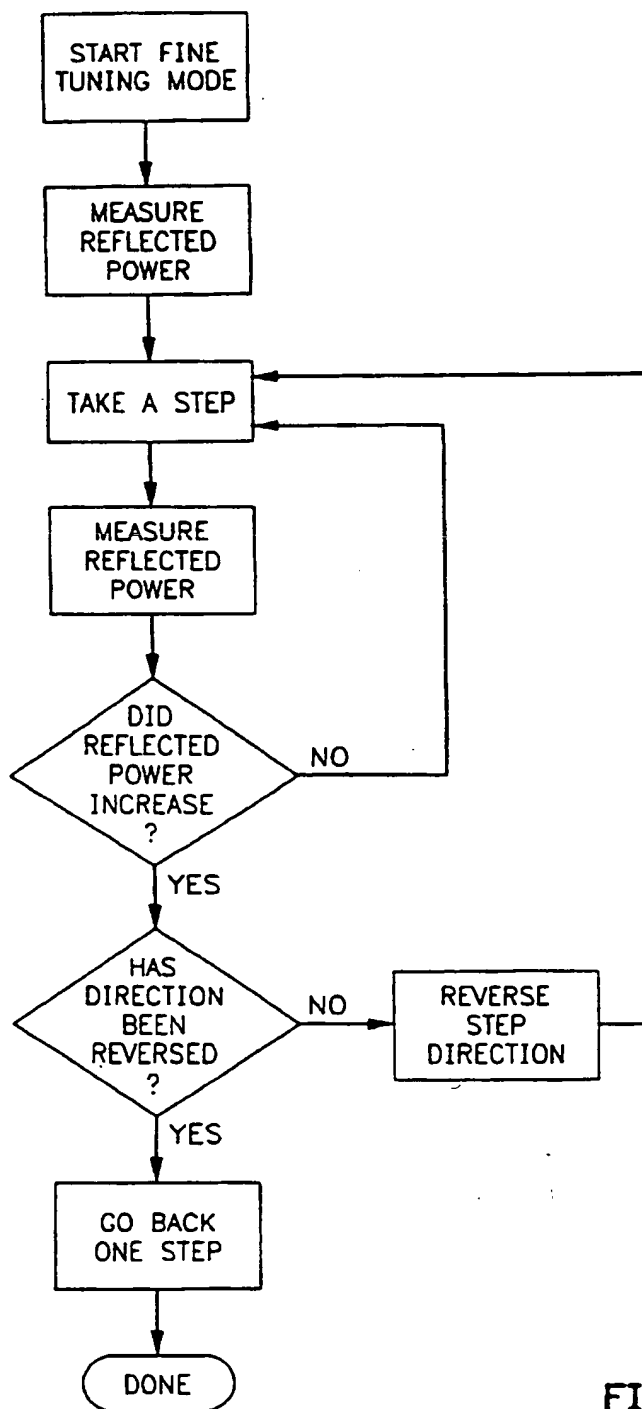 START FINE
TUNING MODE
MEASURE
REFLECTED
POWER
TAKE A STEP
MEASURE
REFLECTED
POWER
DID
REFLECTED
POWER
INCREASE
?
NO
YES
HAS
DIRECTION
BEEN
REVERSED
?
NO
REVERSE
STEP
DIRECTION
YES
GO BACK
ONE STEP
DONE